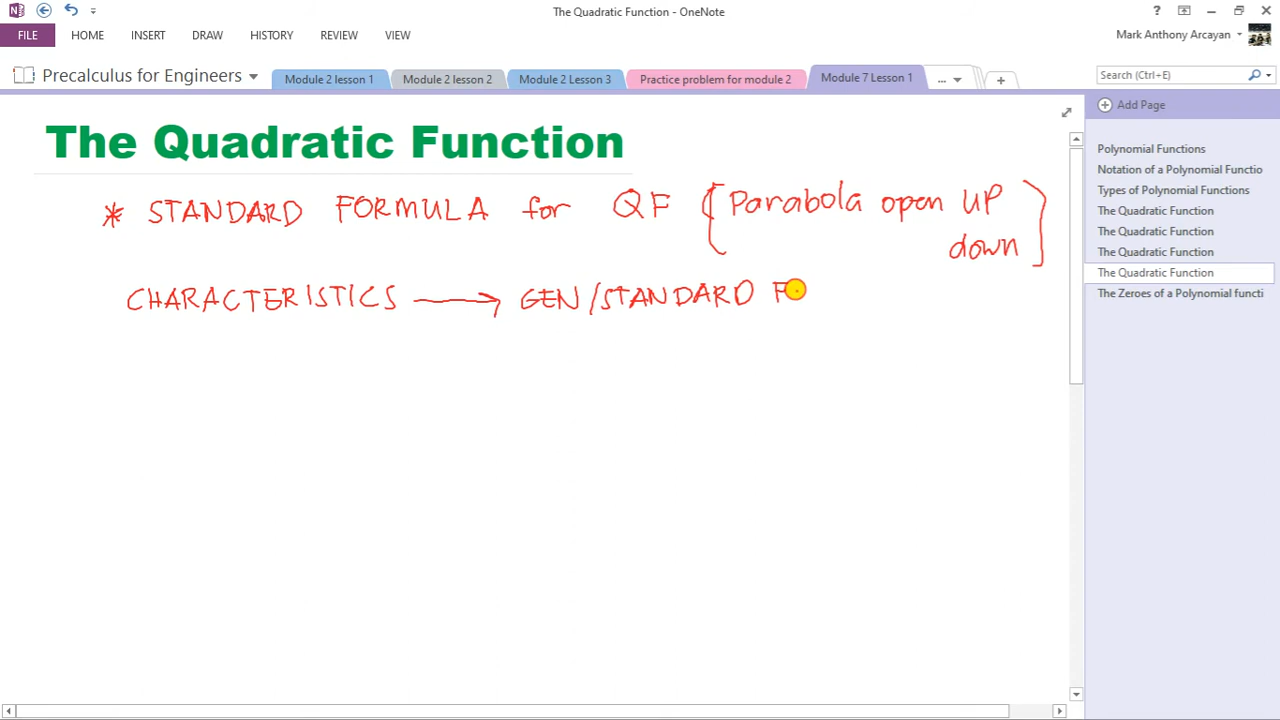 The Quadratic Function - OneNote
?
FILE HOME INSERT DRAW HISTORY REVIEW VIEW
Mark Anthony Arcayan
Precalculus for Engineers
Module 2 lesson 1 Module 2 lesson 2 Module 2 Lesson 3 Practice problem for module 2 Module 7 Lesson 1 ... +
Search (Ctrl+E)
Add Page
Polynomial Functions
Notation of a Polynomial Functio
Types of Polynomial Functions
The Quadratic Function
The Quadratic Function
The Quadratic Function
The Quadratic Function
The Zeroes of a Polynomial functi
The Quadratic Function
* STANDARD FORMULA for QF [Parabola open UP
down]
CHARACTERISTICS → GEN/STANDARD F